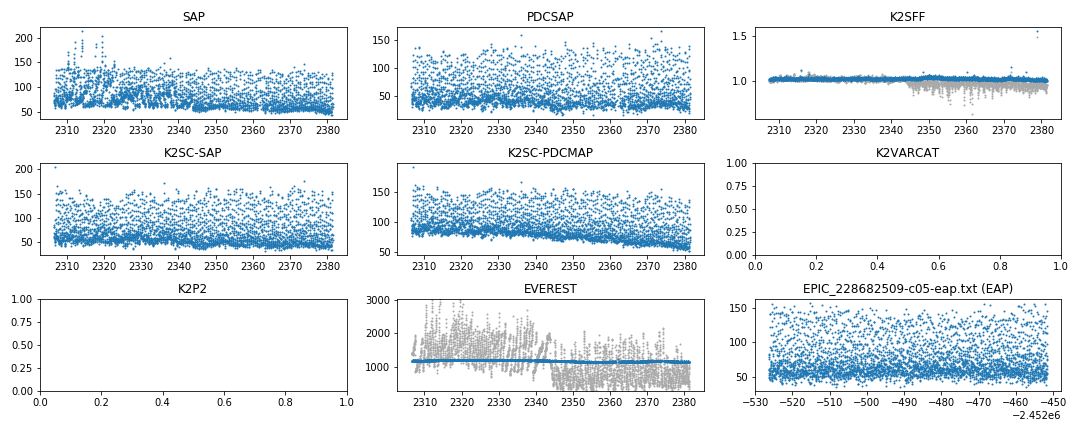 SAP PDCSAP K2SFF
200 150 100 50
150 100 50
1.5 1.0
2310 2320 2330 2340 2350 2360 2370 2380
2310 2320 2330 2340 2350 2360 2370 2380
2310 2320 2330 2340 2350 2360 2370 2380
K2SC-SAP K2SC-PDCMAP K2VARCAT
200 150 100 50
150 100 50
1.00 0.75 0.50 0.25 0.00
2310 2320 2330 2340 2350 2360 2370 2380
2310 2320 2330 2340 2350 2360 2370 2380
0.0 0.2 0.4 0.6 0.8 1.0
K2P2 EVEREST EPIC_228682509-c05-eap.txt (EAP)
1.00 0.75 0.50 0.25 0.00
3000 2000 1000
150 100 50
0.0 0.2 0.4 0.6 0.8 1.0
2310 2320 2330 2340 2350 2360 2370 2380
−530 −520 −510 −500 −490 −480 −470 −460 −450
−2.452e6